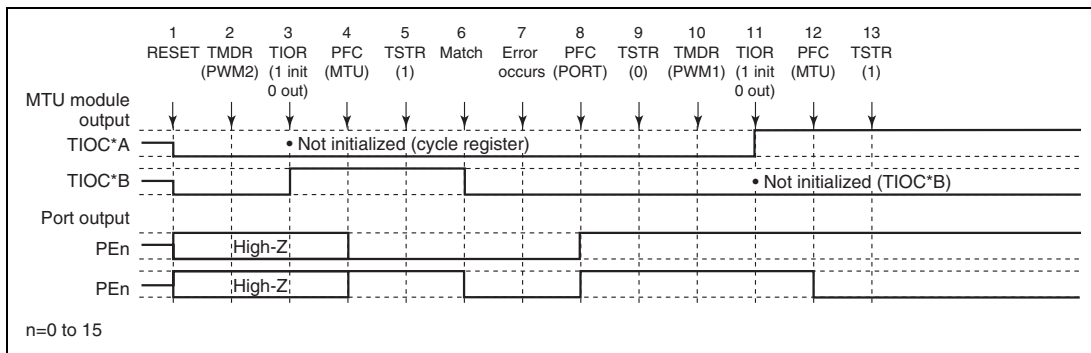 1 2 3 4 5 6 7 8 9 10 11 12 13
RESET TMDR TIOR PFC TSTR Match Error PFC TSTR TMDR TIOR PFC TSTR
(PWM2) (1 init (MTU) (1) occurs (PORT) (0) (PWM1) (1 init (MTU) (1)
0 out) 0 out)
MTU module
output
TIOC*A
• Not initialized (cycle register)
TIOC*B
• Not initialized (TIOC*B)
Port output
PEn
High-Z
PEn
High-Z
n=0 to 15